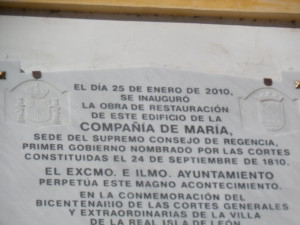 EL DÍA 25 DE ENERO DE 2010,
SE INAUGURÓ
LA OBRA DE RESTAURACIÓN
DE ESTE EDIFICIO DE LA
COMPAÑÍA DE MARÍA,
SEDE DEL SUPREMO CONSEJO DE REGENCIA,
PRIMER GOBIERNO NOMBRADO POR LAS CORTES
CONSTITUIDAS EL 24 DE SEPTIEMBRE DE 1810.
EL EXCMO. E ILMO. AYUNTAMIENTO
PERPETÚA ESTE MAGNO ACONTECIMIENTO.
EN LA CONMEMORACIÓN DEL
BICENTENARIO DE LAS CORTES GENERALES
Y EXTRAORDINARIAS DE LA VILLA
DE LA REAL ISLA DE LEÓN